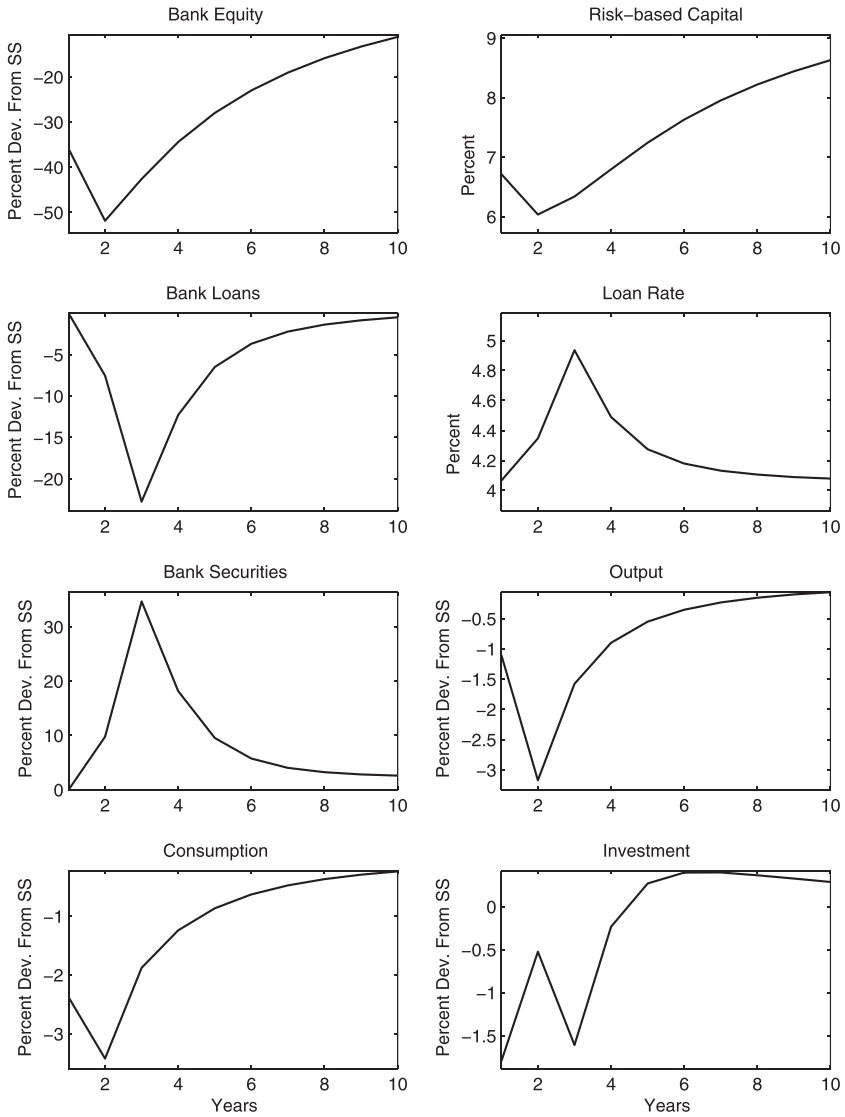 Bank Equity
Percent Dev. From SS
−20
−30
−40
−50
2 4 6 8 10
Risk−based Capital
Percent
9
8
7
6
2 4 6 8 10
Bank Loans
Percent Dev. From SS
−5
−10
−15
−20
2 4 6 8 10
Loan Rate
Percent
5
4.8
4.6
4.4
4.2
4
2 4 6 8 10
Bank Securities
Percent Dev. From SS
30
20
10
0
2 4 6 8 10
Output
Percent Dev. From SS
−0.5
−1
−1.5
−2
−2.5
−3
2 4 6 8 10
Consumption
Percent Dev. From SS
−1
−2
−3
2 4 6 8 10
Years
Investment
Percent Dev. From SS
0
−0.5
−1
−1.5
2 4 6 8 10
Years